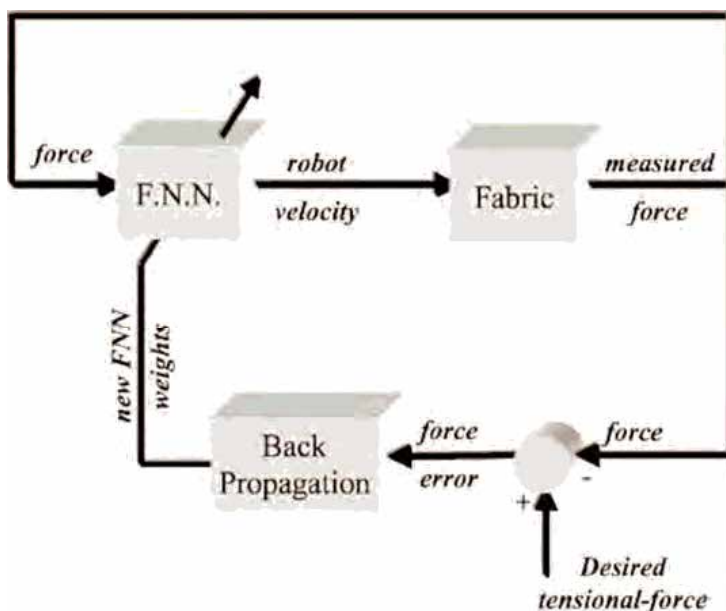 force
F.N.N.
robot
velocity
Fabric
measured
force
new FNN
weights
Back
Propagation
force
error
force
+
-
Desired
tensional-force